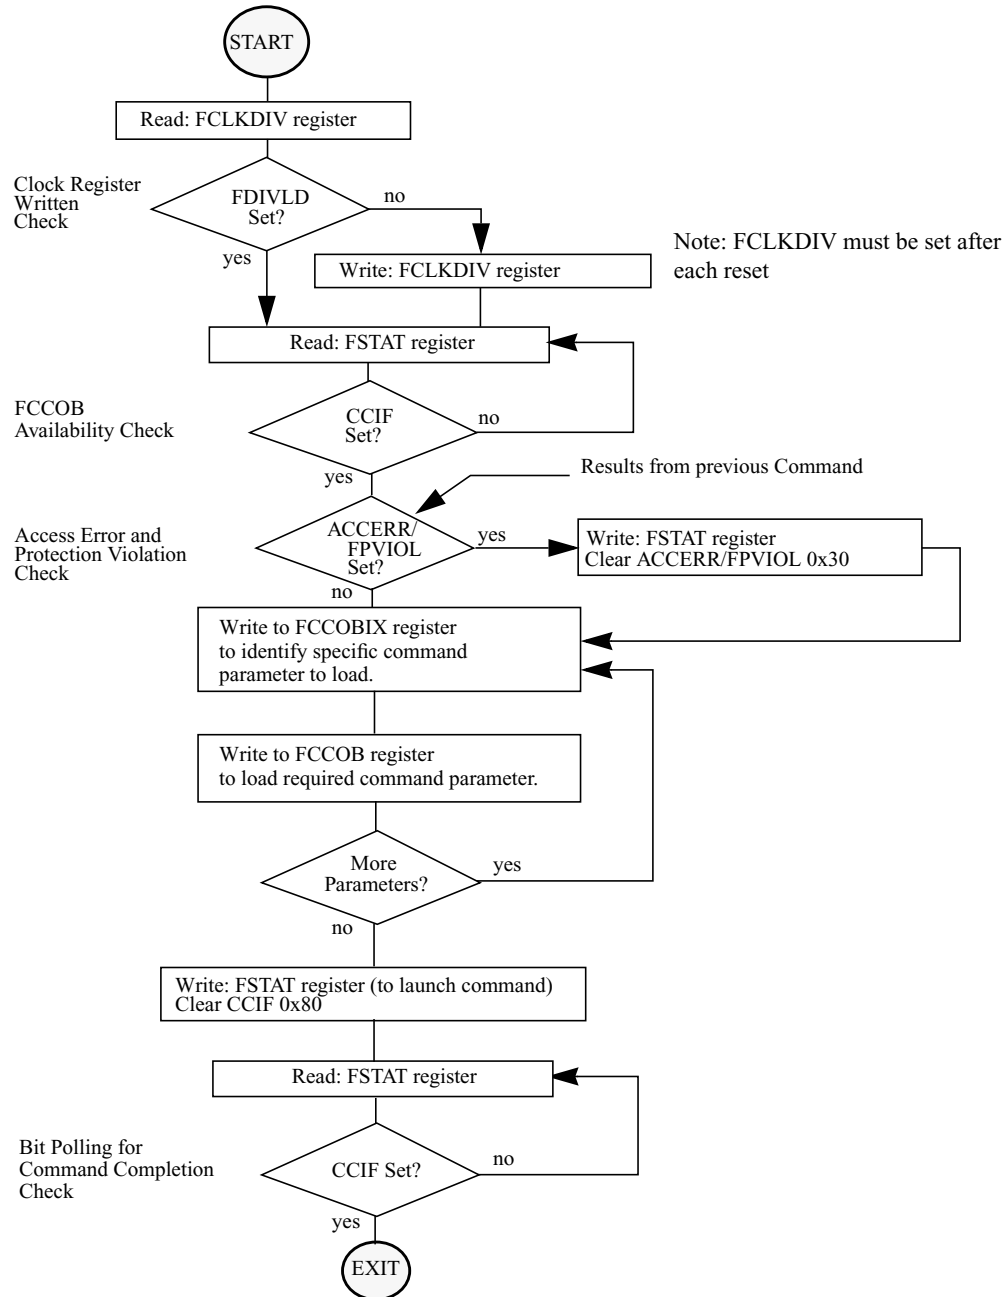 START
Read: FCLKDIV register
Clock Register
Written
Check
FDIVLD
Set?
no
yes
Note: FCLKDIV must be set after
each reset
Write: FCLKDIV register
Read: FSTAT register
FCCOB
Availability Check
CCIF
Set?
no
yes
Results from previous Command
Access Error and
Protection Violation
Check
ACCERR/
FPVIOL
Set?
yes
no
Write: FSTAT register
Clear ACCERR/FPVIOL 0x30
Write to FCCOBIX register
to identify specific command
parameter to load.
Write to FCCOB register
to load required command parameter.
More
Parameters?
yes
no
Write: FSTAT register (to launch command)
Clear CCIF 0x80
Read: FSTAT register
Bit Polling for
Command Completion
Check
CCIF Set?
no
yes
EXIT